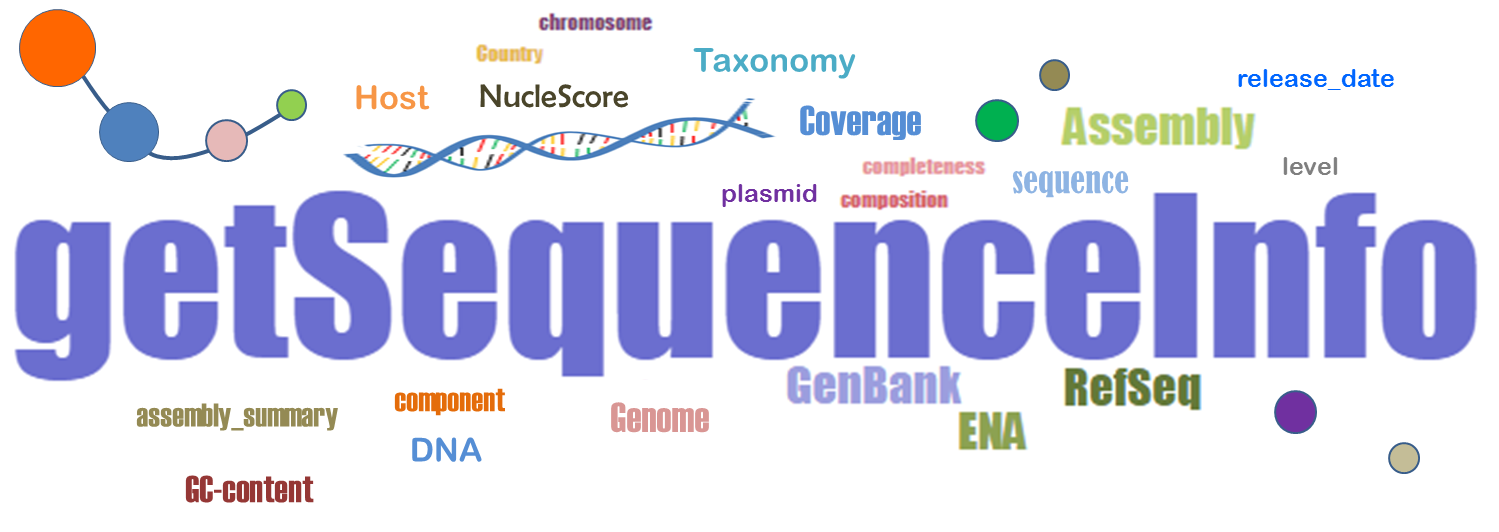 chromosome
Country
Taxonomy
release_date
Host
NucleScore
Coverage
Assembly
completeness
level
sequence
plasmid
composition
getSequenceInfo
GenBank
RefSeq
component
assembly_summary
Genome
ENA
DNA
GC-content